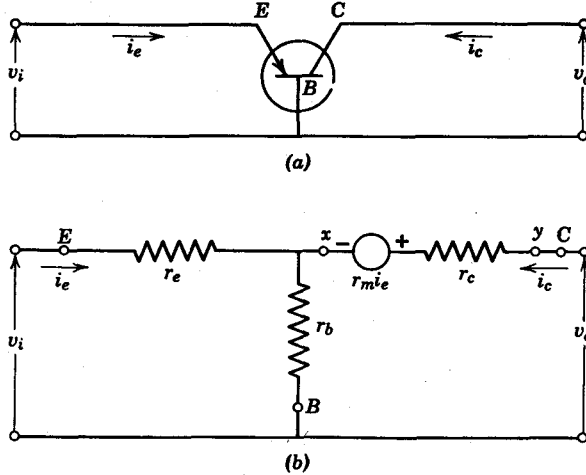 E C
i_e i_c
v_i B v_o
(a)
E x − + y C
i_e r_e r_m i_e r_c i_c
v_i r_b v_o
B
(b)